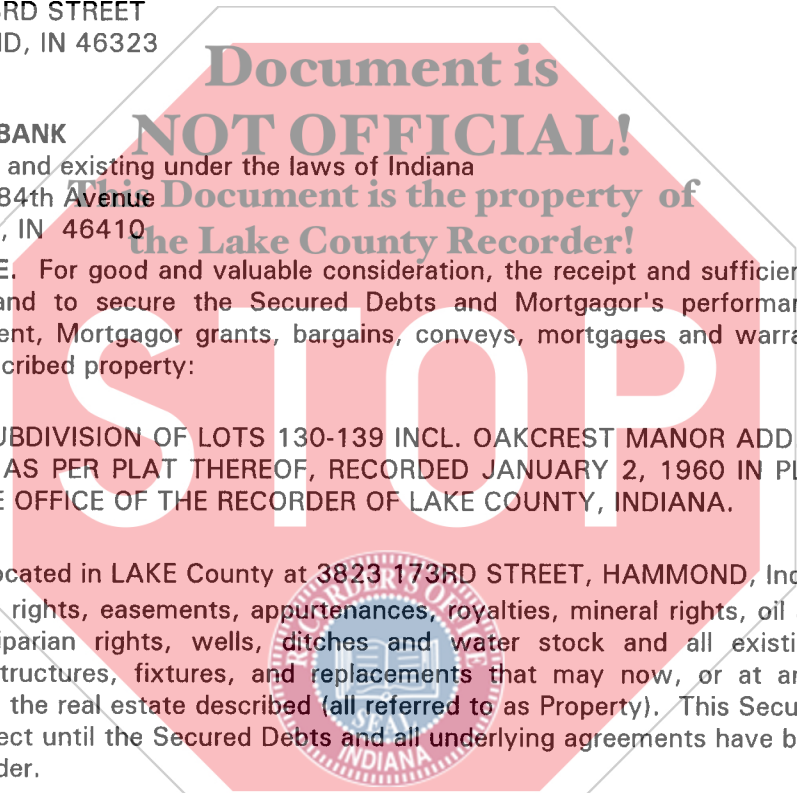 RD STREET
D, IN 46323
Document is
NOT OFFICIAL!
BANK
and existing under the laws of Indiana
This Document is the property of
84th Avenue
, IN 46410
the Lake County Recorder!
E. For good and valuable consideration, the receipt and sufficien
and to secure the Secured Debts and Mortgagor's performa
ent, Mortgagor grants, bargains, conveys, mortgages and warra
cribed property:
STOP
UBDIVISION OF LOTS 130-139 INCL. OAKCREST MANOR ADD
AS PER PLAT THEREOF, RECORDED JANUARY 2, 1960 IN PL
E OFFICE OF THE RECORDER OF LAKE COUNTY, INDIANA.
ocated in LAKE County at 3823 173RD STREET, HAMMOND, Ind
rights, easements, appurtenances, royalties, mineral rights, oil
iparian rights, wells, ditches and water stock and all existi
tructures, fixtures, and replacements that may now, or at an
the real estate described (all referred to as Property). This Secu
ect until the Secured Debts and all underlying agreements have b
der.
RECORDER'S OFFICE
SEAL
INDIANA